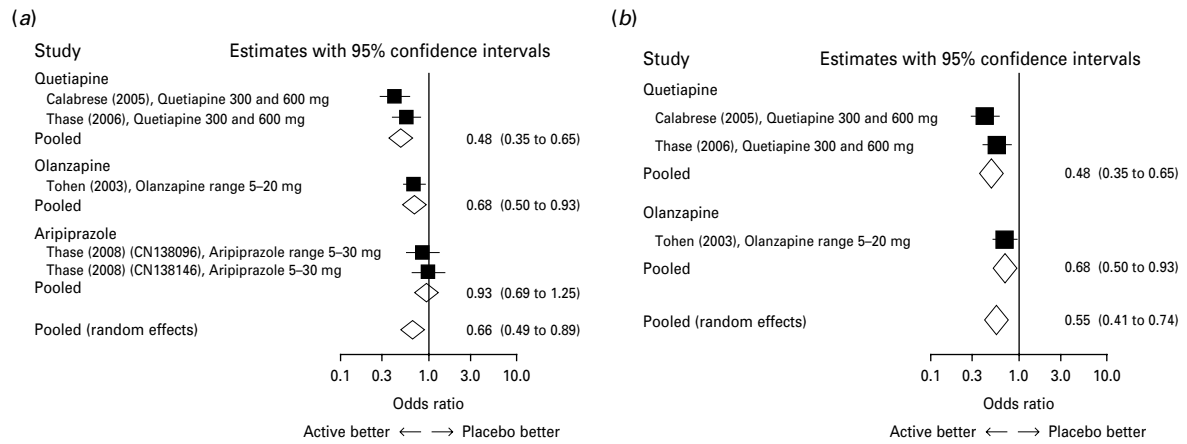 (a)
Study Estimates with 95% confidence intervals
Quetiapine
Calabrese (2005), Quetiapine 300 and 600 mg
Thase (2006), Quetiapine 300 and 600 mg
Pooled 0.48 (0.35 to 0.65)
Olanzapine
Tohen (2003), Olanzapine range 5–20 mg
Pooled 0.68 (0.50 to 0.93)
Aripiprazole
Thase (2008) (CN138096), Aripiprazole range 5–30 mg
Thase (2008) (CN138146), Aripiprazole 5–30 mg
Pooled 0.93 (0.69 to 1.25)
Pooled (random effects) 0.66 (0.49 to 0.89)
0.1 0.3 1.0 3.0 10.0
Odds ratio
Active better ← → Placebo better
(b)
Study Estimates with 95% confidence intervals
Quetiapine
Calabrese (2005), Quetiapine 300 and 600 mg
Thase (2006), Quetiapine 300 and 600 mg
Pooled 0.48 (0.35 to 0.65)
Olanzapine
Tohen (2003), Olanzapine range 5–20 mg
Pooled 0.68 (0.50 to 0.93)
Pooled (random effects) 0.55 (0.41 to 0.74)
0.1 0.3 1.0 3.0 10.0
Odds ratio
Active better ← → Placebo better